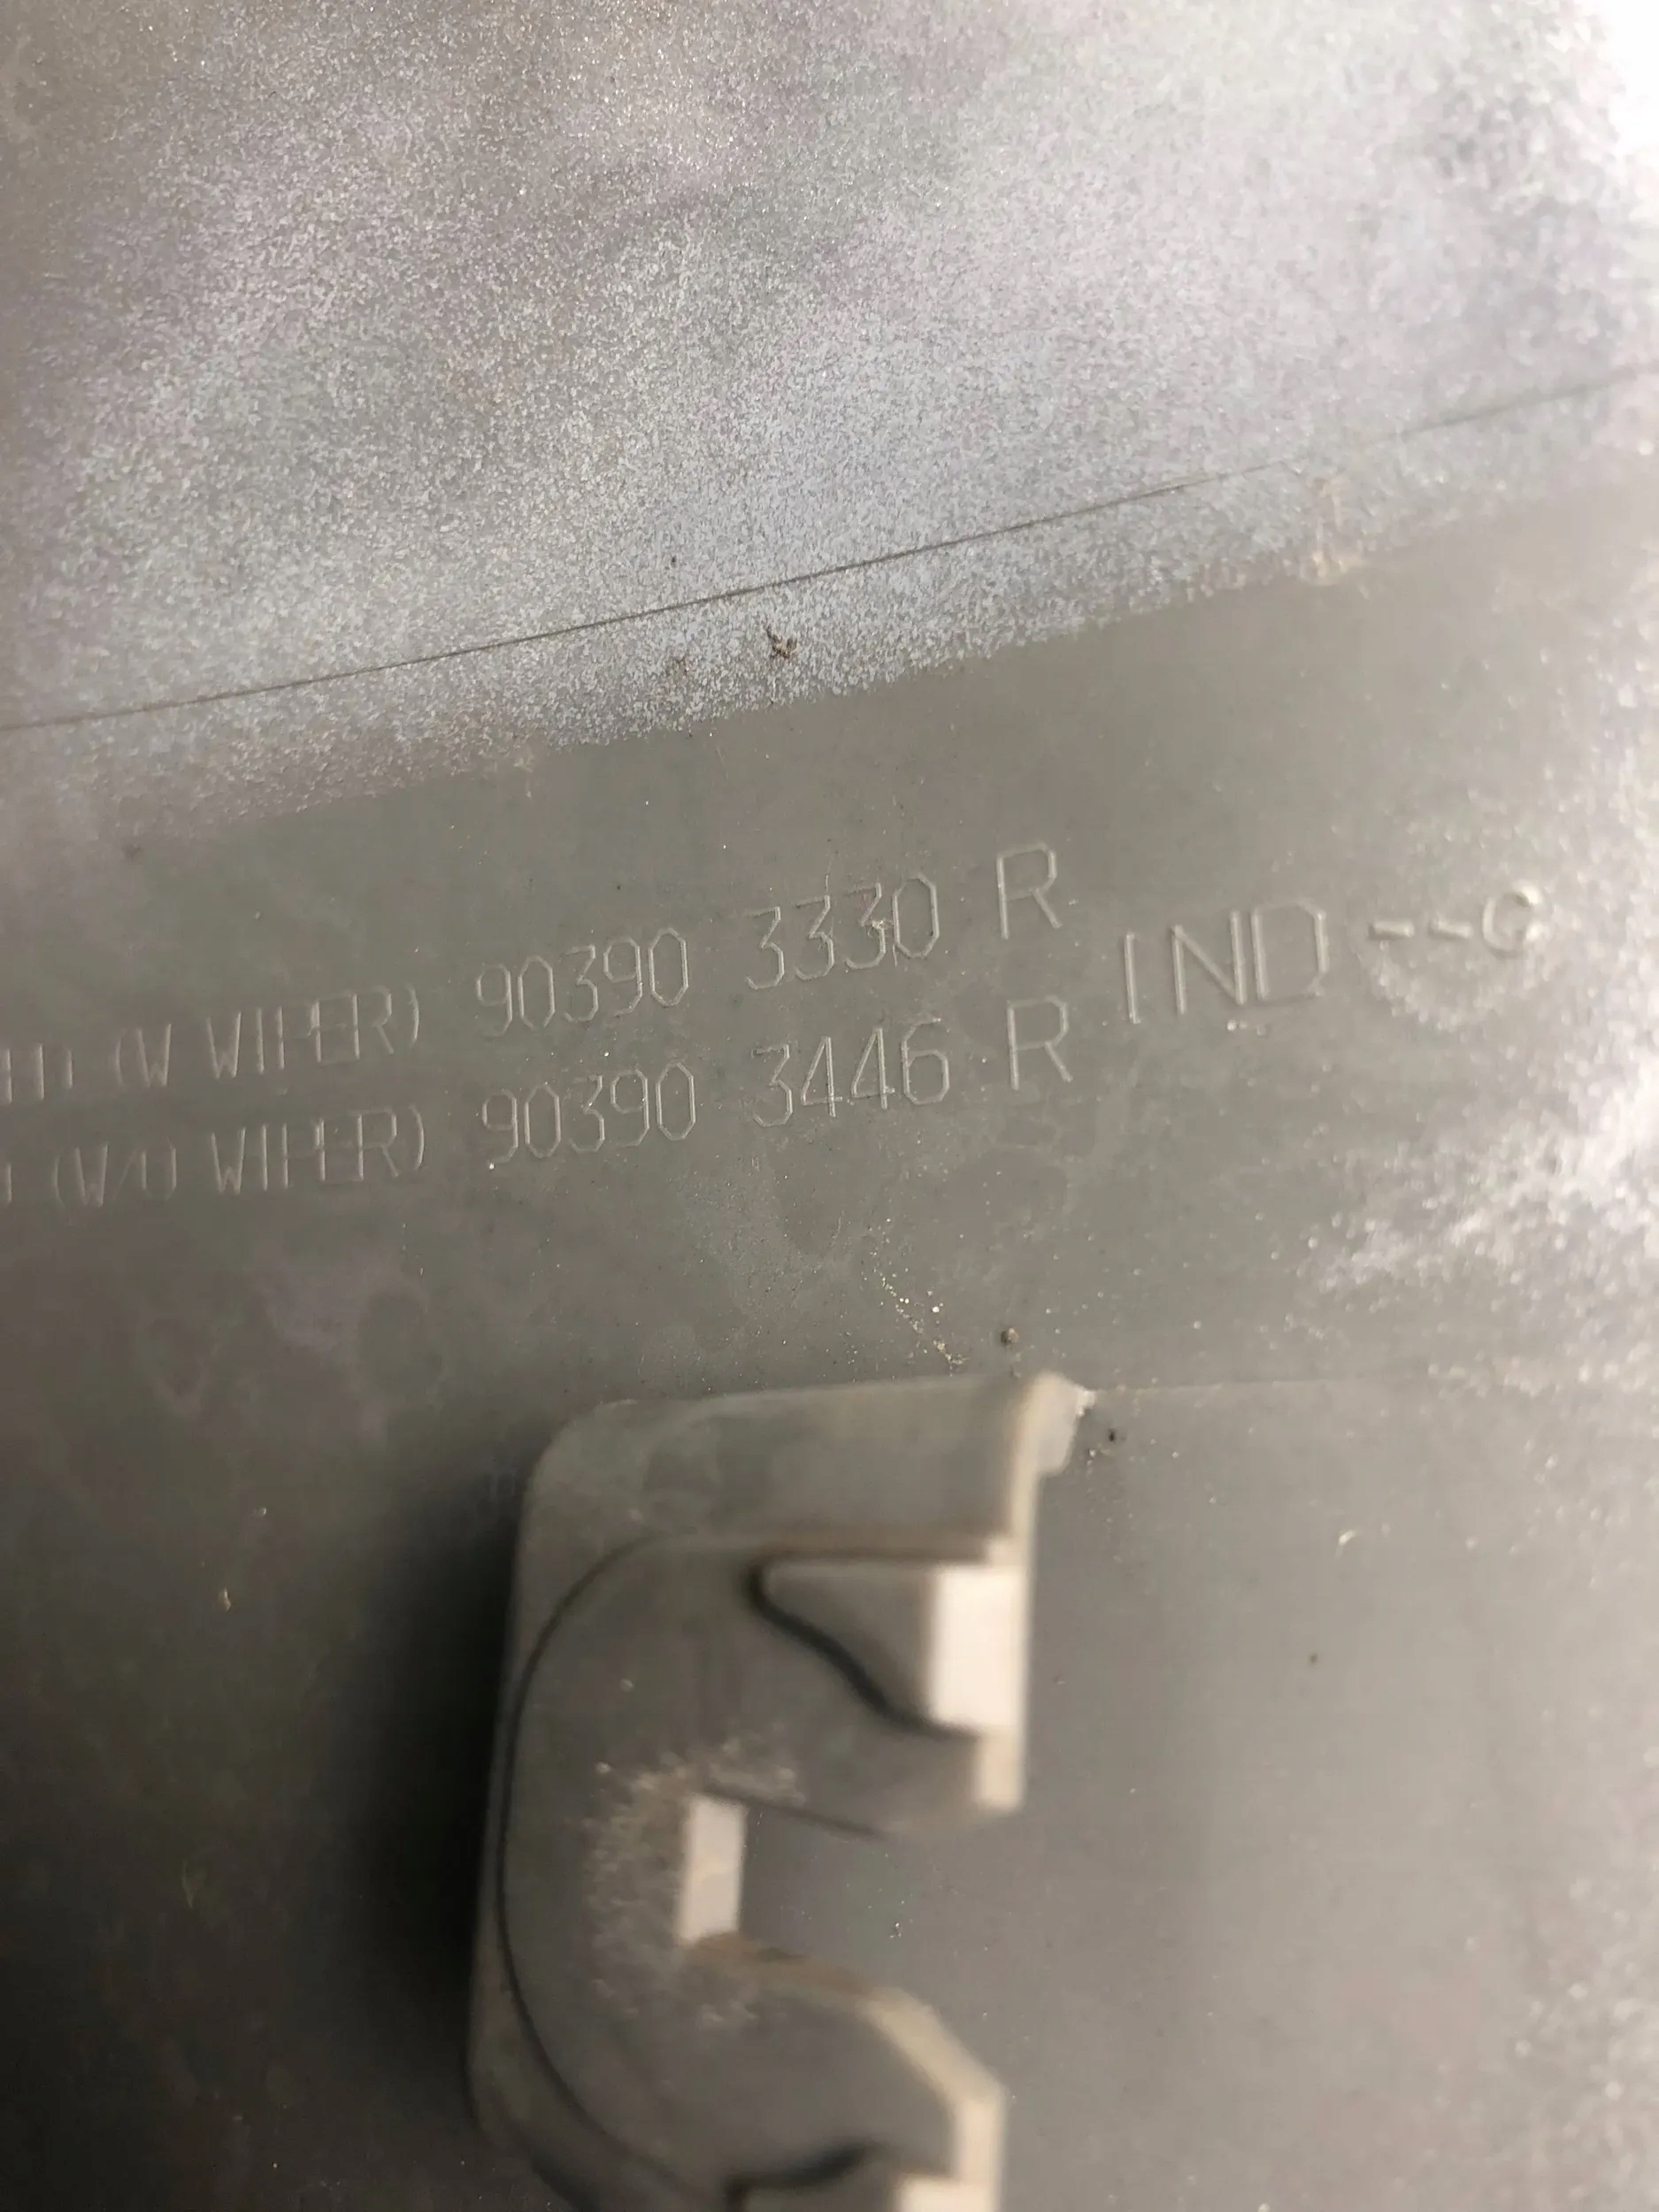 (W WIPER) 90390 3330 R IND --G
(W/O WIPER) 90390 3446 R